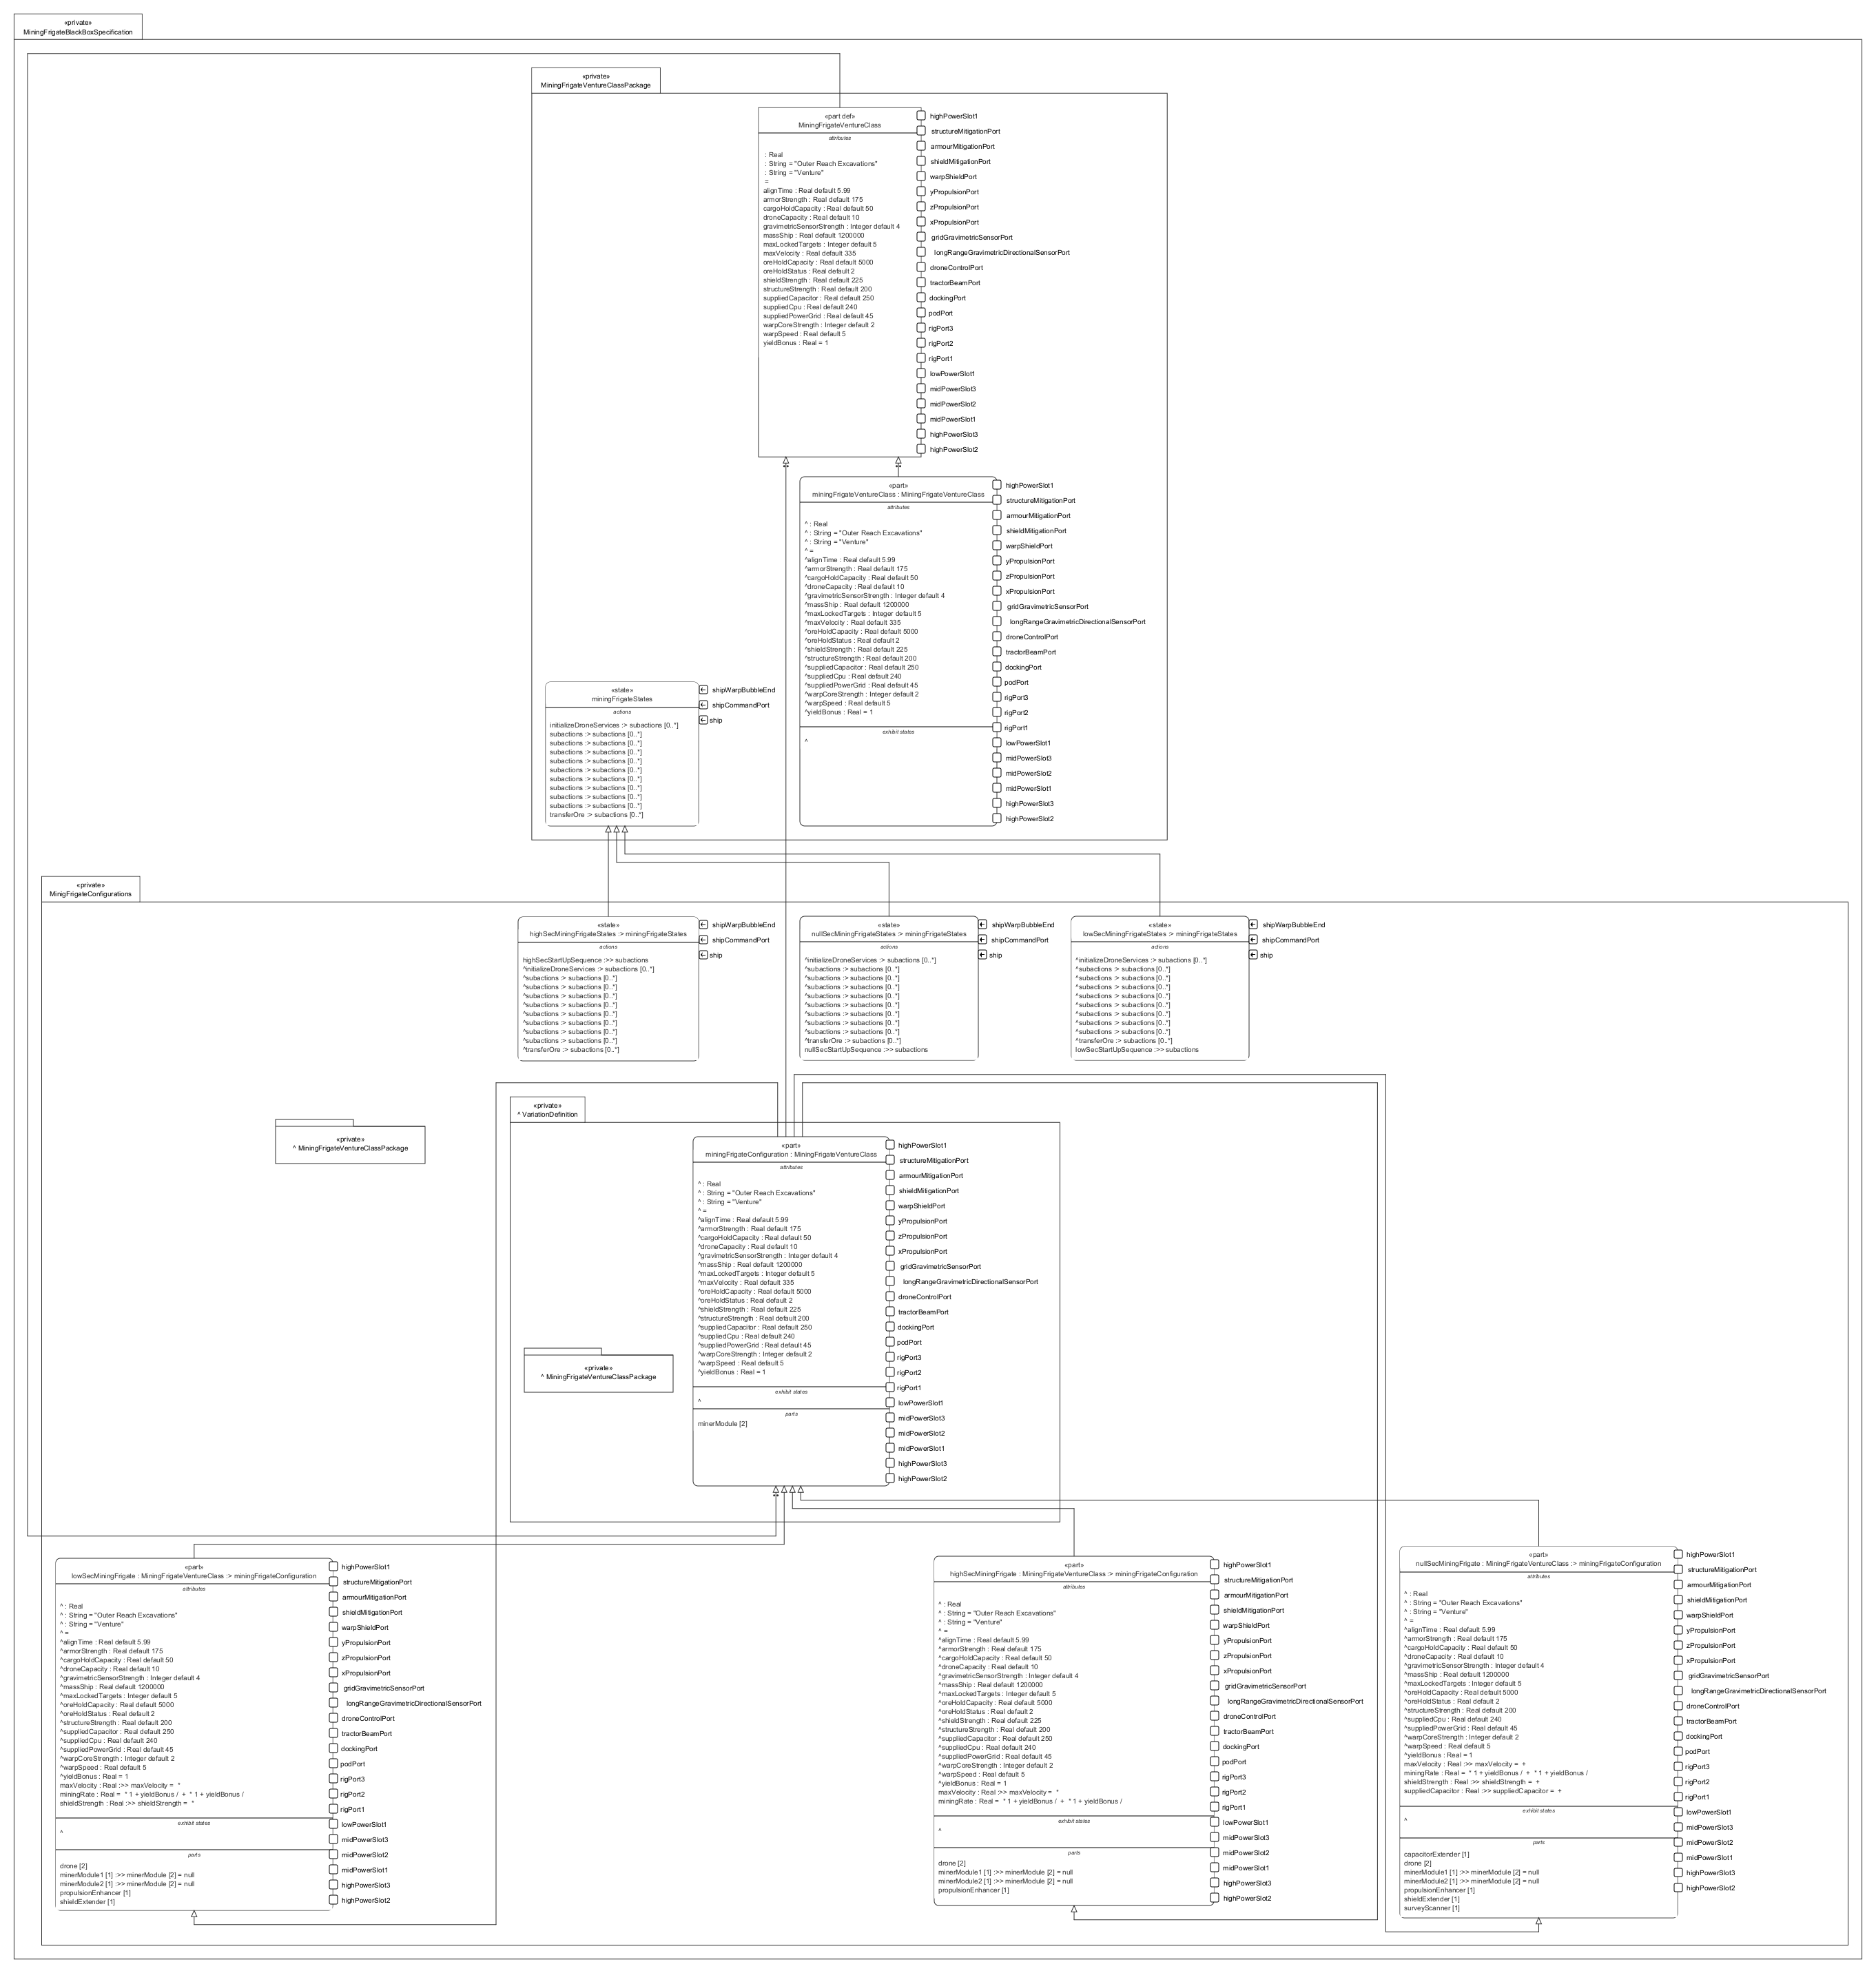 «private»
MiningFrigateBlackBoxSpecification
«private»
MiningFrigateVentureClassPackage
«part def»
MiningFrigateVentureClass
attributes
: Real
: String = "Outer Reach Excavations"
: String = "Venture"
=
alignTime : Real default 5.99
armorStrength : Real default 175
cargoHoldCapacity : Real default 50
droneCapacity : Real default 10
gravimetricSensorStrength : Integer default 4
massShip : Real default 1200000
maxLockedTargets : Integer default 5
maxVelocity : Real default 335
oreHoldCapacity : Real default 5000
oreHoldStatus : Real default 2
shieldStrength : Real default 225
structureStrength : Real default 200
suppliedCapacitor : Real default 250
suppliedCpu : Real default 240
suppliedPowerGrid : Real default 45
warpCoreStrength : Integer default 2
warpSpeed : Real default 5
yieldBonus : Real = 1
highPowerSlot1
structureMitigationPort
armourMitigationPort
shieldMitigationPort
warpShieldPort
yPropulsionPort
zPropulsionPort
xPropulsionPort
gridGravimetricSensorPort
longRangeGravimetricDirectionalSensorPort
droneControlPort
tractorBeamPort
dockingPort
podPort
rigPort3
rigPort2
rigPort1
lowPowerSlot1
midPowerSlot3
midPowerSlot2
midPowerSlot1
highPowerSlot3
highPowerSlot2
«part»
miningFrigateVentureClass : MiningFrigateVentureClass
attributes
^ : Real
^ : String = "Outer Reach Excavations"
^ : String = "Venture"
^ =
^alignTime : Real default 5.99
^armorStrength : Real default 175
^cargoHoldCapacity : Real default 50
^droneCapacity : Real default 10
^gravimetricSensorStrength : Integer default 4
^massShip : Real default 1200000
^maxLockedTargets : Integer default 5
^maxVelocity : Real default 335
^oreHoldCapacity : Real default 5000
^oreHoldStatus : Real default 2
^shieldStrength : Real default 225
^structureStrength : Real default 200
^suppliedCapacitor : Real default 250
^suppliedCpu : Real default 240
^suppliedPowerGrid : Real default 45
^warpCoreStrength : Integer default 2
^warpSpeed : Real default 5
^yieldBonus : Real = 1
exhibit states
^
highPowerSlot1
structureMitigationPort
armourMitigationPort
shieldMitigationPort
warpShieldPort
yPropulsionPort
zPropulsionPort
xPropulsionPort
gridGravimetricSensorPort
longRangeGravimetricDirectionalSensorPort
droneControlPort
tractorBeamPort
dockingPort
podPort
rigPort3
rigPort2
rigPort1
lowPowerSlot1
midPowerSlot3
midPowerSlot2
midPowerSlot1
highPowerSlot3
highPowerSlot2
«state»
miningFrigateStates
actions
initializeDroneServices :> subactions [0..*]
subactions :> subactions [0..*]
subactions :> subactions [0..*]
subactions :> subactions [0..*]
subactions :> subactions [0..*]
subactions :> subactions [0..*]
subactions :> subactions [0..*]
subactions :> subactions [0..*]
subactions :> subactions [0..*]
subactions :> subactions [0..*]
transferOre :> subactions [0..*]
shipWarpBubbleEnd
shipCommandPort
ship
«private»
MinigFrigateConfigurations
«state»
highSecMiningFrigateStates :> miningFrigateStates
actions
highSecStartUpSequence :>> subactions
^initializeDroneServices :> subactions [0..*]
^subactions :> subactions [0..*]
^subactions :> subactions [0..*]
^subactions :> subactions [0..*]
^subactions :> subactions [0..*]
^subactions :> subactions [0..*]
^subactions :> subactions [0..*]
^subactions :> subactions [0..*]
^subactions :> subactions [0..*]
^transferOre :> subactions [0..*]
shipWarpBubbleEnd
shipCommandPort
ship
«state»
nullSecMiningFrigateStates :> miningFrigateStates
actions
^initializeDroneServices :> subactions [0..*]
^subactions :> subactions [0..*]
^subactions :> subactions [0..*]
^subactions :> subactions [0..*]
^subactions :> subactions [0..*]
^subactions :> subactions [0..*]
^subactions :> subactions [0..*]
^subactions :> subactions [0..*]
^subactions :> subactions [0..*]
^transferOre :> subactions [0..*]
nullSecStartUpSequence :>> subactions
shipWarpBubbleEnd
shipCommandPort
ship
«state»
lowSecMiningFrigateStates :> miningFrigateStates
actions
^initializeDroneServices :> subactions [0..*]
^subactions :> subactions [0..*]
^subactions :> subactions [0..*]
^subactions :> subactions [0..*]
^subactions :> subactions [0..*]
^subactions :> subactions [0..*]
^subactions :> subactions [0..*]
^subactions :> subactions [0..*]
^subactions :> subactions [0..*]
^transferOre :> subactions [0..*]
lowSecStartUpSequence :>> subactions
shipWarpBubbleEnd
shipCommandPort
ship
«private»
^ MiningFrigateVentureClassPackage
«private»
^ VariationDefinition
«private»
^ MiningFrigateVentureClassPackage
«part»
miningFrigateConfiguration : MiningFrigateVentureClass
attributes
^ : Real
^ : String = "Outer Reach Excavations"
^ : String = "Venture"
^ =
^alignTime : Real default 5.99
^armorStrength : Real default 175
^cargoHoldCapacity : Real default 50
^droneCapacity : Real default 10
^gravimetricSensorStrength : Integer default 4
^massShip : Real default 1200000
^maxLockedTargets : Integer default 5
^maxVelocity : Real default 335
^oreHoldCapacity : Real default 5000
^oreHoldStatus : Real default 2
^shieldStrength : Real default 225
^structureStrength : Real default 200
^suppliedCapacitor : Real default 250
^suppliedCpu : Real default 240
^suppliedPowerGrid : Real default 45
^warpCoreStrength : Integer default 2
^warpSpeed : Real default 5
^yieldBonus : Real = 1
exhibit states
^
parts
minerModule [2]
highPowerSlot1
structureMitigationPort
armourMitigationPort
shieldMitigationPort
warpShieldPort
yPropulsionPort
zPropulsionPort
xPropulsionPort
gridGravimetricSensorPort
longRangeGravimetricDirectionalSensorPort
droneControlPort
tractorBeamPort
dockingPort
podPort
rigPort3
rigPort2
rigPort1
lowPowerSlot1
midPowerSlot3
midPowerSlot2
midPowerSlot1
highPowerSlot3
highPowerSlot2
«part»
lowSecMiningFrigate : MiningFrigateVentureClass :> miningFrigateConfiguration
attributes
^ : Real
^ : String = "Outer Reach Excavations"
^ : String = "Venture"
^ =
^alignTime : Real default 5.99
^armorStrength : Real default 175
^cargoHoldCapacity : Real default 50
^droneCapacity : Real default 10
^gravimetricSensorStrength : Integer default 4
^massShip : Real default 1200000
^maxLockedTargets : Integer default 5
^oreHoldCapacity : Real default 5000
^oreHoldStatus : Real default 2
^structureStrength : Real default 200
^suppliedCapacitor : Real default 250
^suppliedCpu : Real default 240
^suppliedPowerGrid : Real default 45
^warpCoreStrength : Integer default 2
^warpSpeed : Real default 5
^yieldBonus : Real = 1
maxVelocity : Real :>> maxVelocity = *
miningRate : Real = * 1 + yieldBonus / + * 1 + yieldBonus /
shieldStrength : Real :>> shieldStrength = *
exhibit states
^
parts
drone [2]
minerModule1 [1] :>> minerModule [2] = null
minerModule2 [1] :>> minerModule [2] = null
propulsionEnhancer [1]
shieldExtender [1]
highPowerSlot1
structureMitigationPort
armourMitigationPort
shieldMitigationPort
warpShieldPort
yPropulsionPort
zPropulsionPort
xPropulsionPort
gridGravimetricSensorPort
longRangeGravimetricDirectionalSensorPort
droneControlPort
tractorBeamPort
dockingPort
podPort
rigPort3
rigPort2
rigPort1
lowPowerSlot1
midPowerSlot3
midPowerSlot2
midPowerSlot1
highPowerSlot3
highPowerSlot2
«part»
highSecMiningFrigate : MiningFrigateVentureClass :> miningFrigateConfiguration
attributes
^ : Real
^ : String = "Outer Reach Excavations"
^ : String = "Venture"
^ =
^alignTime : Real default 5.99
^armorStrength : Real default 175
^cargoHoldCapacity : Real default 50
^droneCapacity : Real default 10
^gravimetricSensorStrength : Integer default 4
^massShip : Real default 1200000
^maxLockedTargets : Integer default 5
^oreHoldCapacity : Real default 5000
^oreHoldStatus : Real default 2
^shieldStrength : Real default 225
^structureStrength : Real default 200
^suppliedCapacitor : Real default 250
^suppliedCpu : Real default 240
^suppliedPowerGrid : Real default 45
^warpCoreStrength : Integer default 2
^warpSpeed : Real default 5
^yieldBonus : Real = 1
maxVelocity : Real :>> maxVelocity = *
miningRate : Real = * 1 + yieldBonus / + * 1 + yieldBonus /
exhibit states
^
parts
drone [2]
minerModule1 [1] :>> minerModule [2] = null
minerModule2 [1] :>> minerModule [2] = null
propulsionEnhancer [1]
highPowerSlot1
structureMitigationPort
armourMitigationPort
shieldMitigationPort
warpShieldPort
yPropulsionPort
zPropulsionPort
xPropulsionPort
gridGravimetricSensorPort
longRangeGravimetricDirectionalSensorPort
droneControlPort
tractorBeamPort
dockingPort
podPort
rigPort3
rigPort2
rigPort1
lowPowerSlot1
midPowerSlot3
midPowerSlot2
midPowerSlot1
highPowerSlot3
highPowerSlot2
«part»
nullSecMiningFrigate : MiningFrigateVentureClass :> miningFrigateConfiguration
attributes
^ : Real
^ : String = "Outer Reach Excavations"
^ : String = "Venture"
^ =
^alignTime : Real default 5.99
^armorStrength : Real default 175
^cargoHoldCapacity : Real default 50
^droneCapacity : Real default 10
^gravimetricSensorStrength : Integer default 4
^massShip : Real default 1200000
^maxLockedTargets : Integer default 5
^oreHoldCapacity : Real default 5000
^oreHoldStatus : Real default 2
^structureStrength : Real default 200
^suppliedCpu : Real default 240
^suppliedPowerGrid : Real default 45
^warpCoreStrength : Integer default 2
^warpSpeed : Real default 5
^yieldBonus : Real = 1
maxVelocity : Real :>> maxVelocity = +
miningRate : Real = * 1 + yieldBonus / + * 1 + yieldBonus /
shieldStrength : Real :>> shieldStrength = +
suppliedCapacitor : Real :>> suppliedCapacitor = +
exhibit states
^
parts
capacitorExtender [1]
drone [2]
minerModule1 [1] :>> minerModule [2] = null
minerModule2 [1] :>> minerModule [2] = null
propulsionEnhancer [1]
shieldExtender [1]
surveyScanner [1]
highPowerSlot1
structureMitigationPort
armourMitigationPort
shieldMitigationPort
warpShieldPort
yPropulsionPort
zPropulsionPort
xPropulsionPort
gridGravimetricSensorPort
longRangeGravimetricDirectionalSensorPort
droneControlPort
tractorBeamPort
dockingPort
podPort
rigPort3
rigPort2
rigPort1
lowPowerSlot1
midPowerSlot3
midPowerSlot2
midPowerSlot1
highPowerSlot3
highPowerSlot2